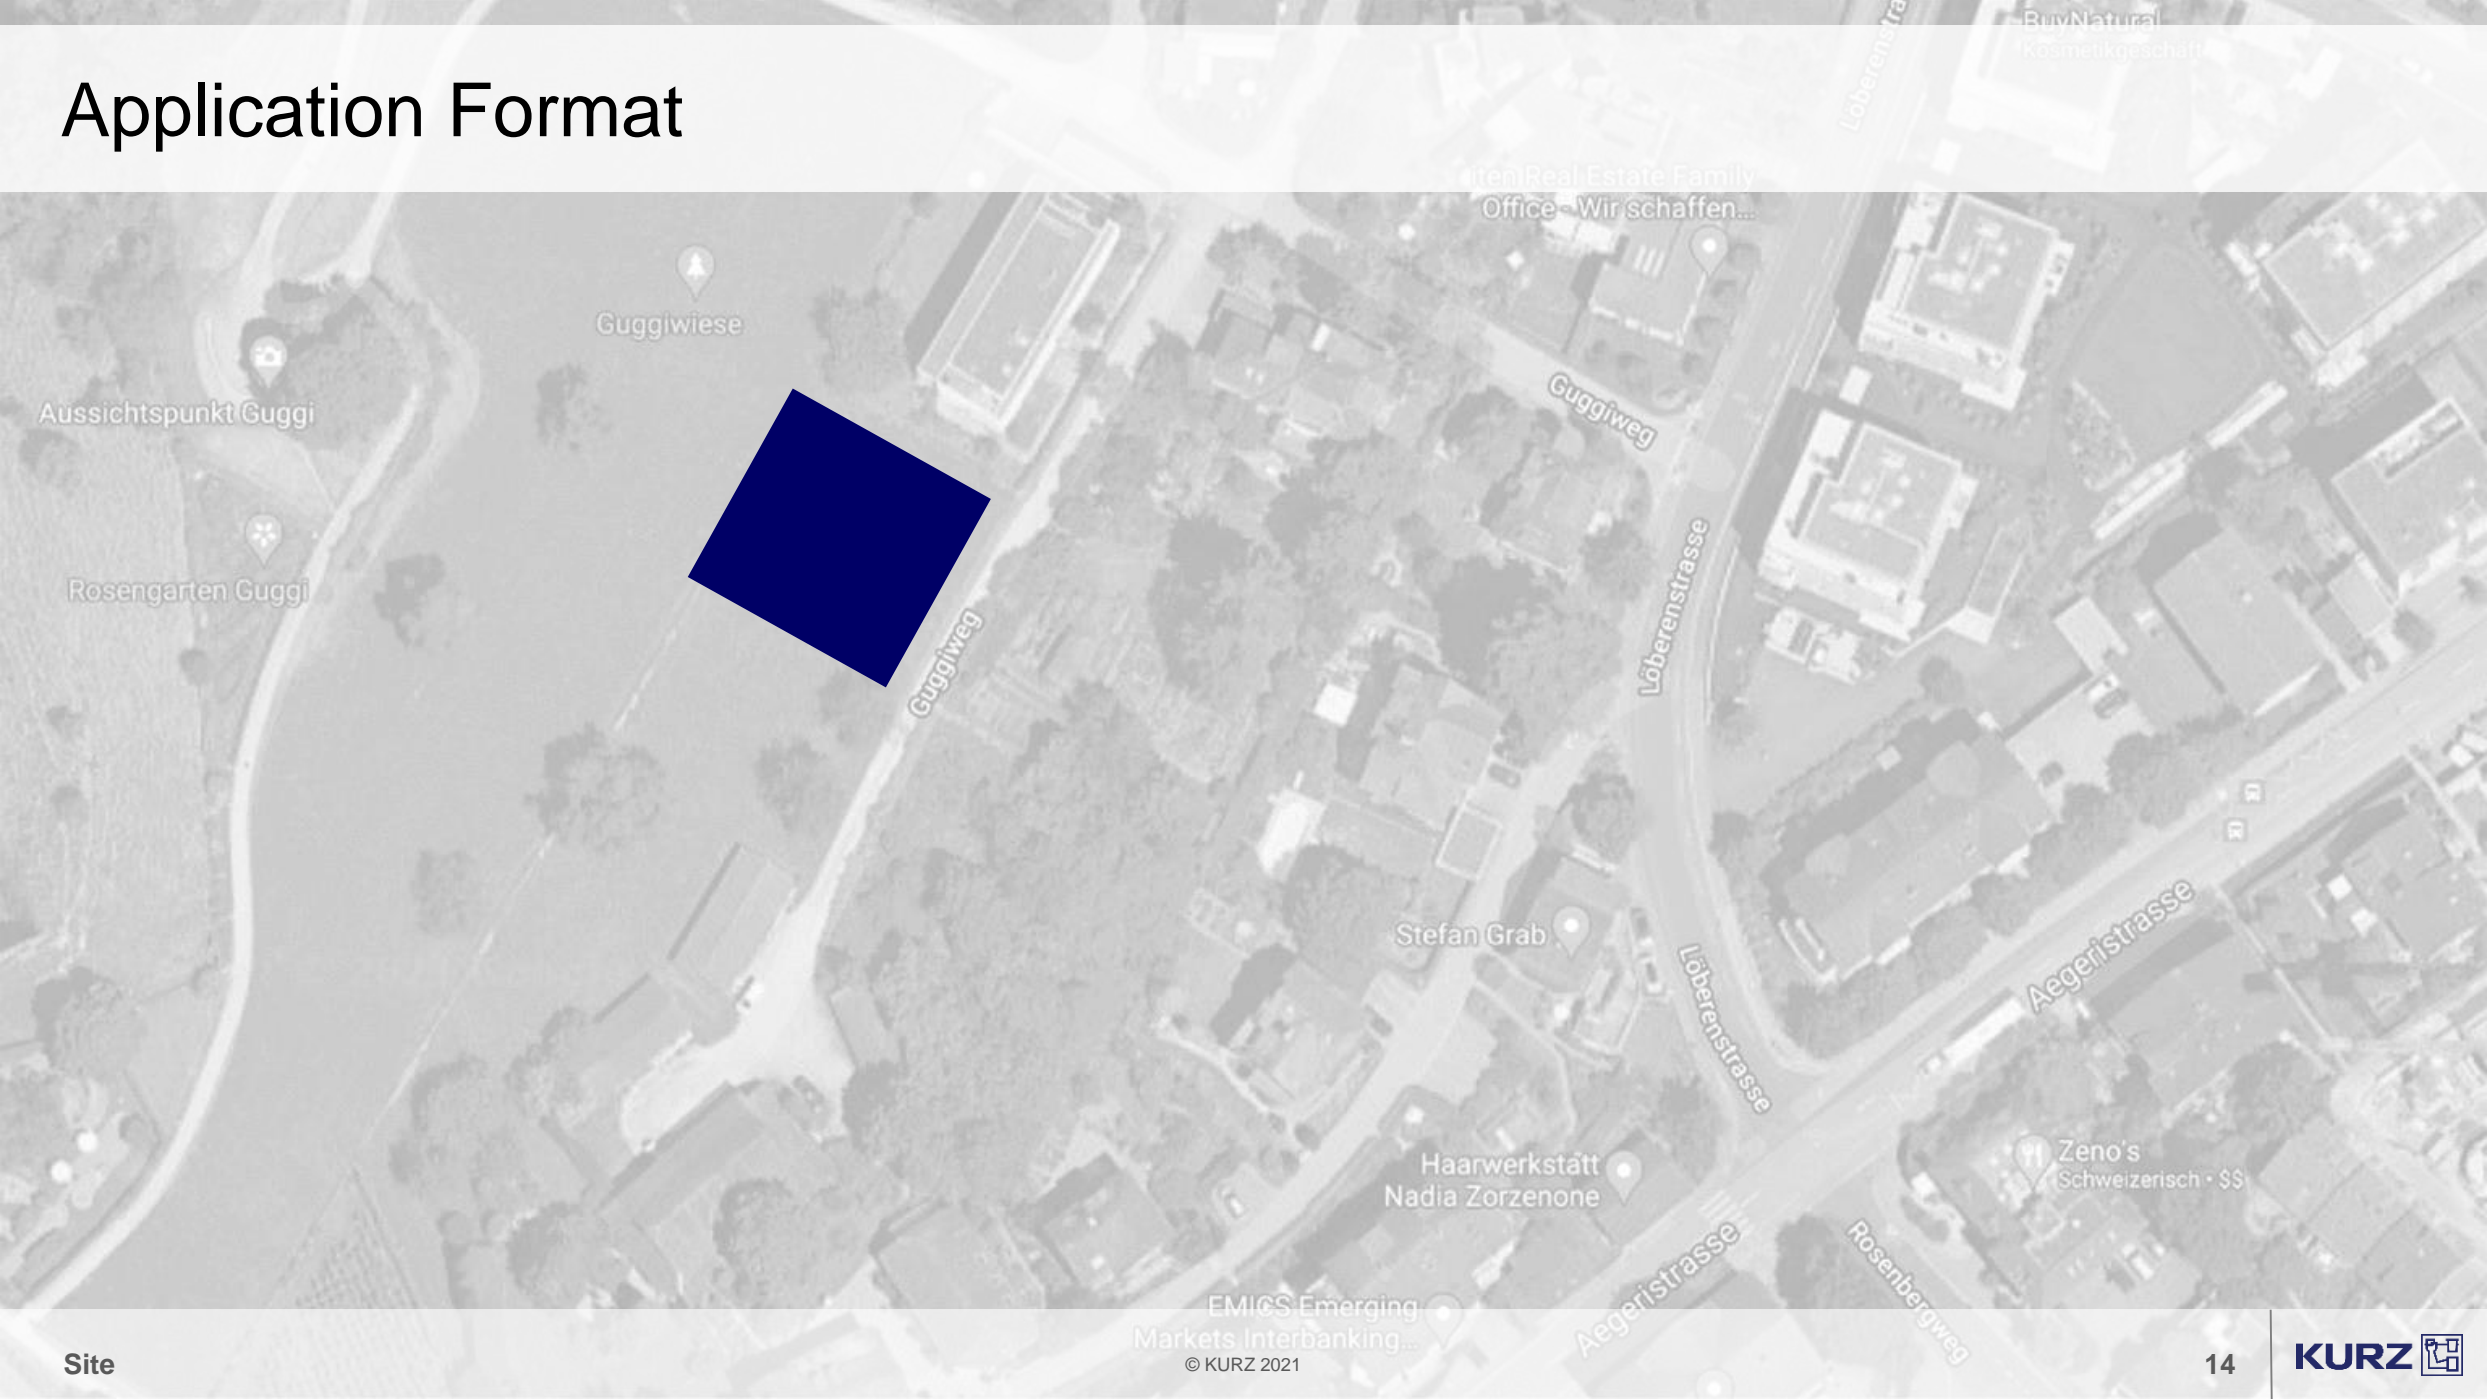 BuyNatural
Kosmetikgeschäft
Application Format
Löberenstra
iten Real Estate Family
Office - Wir schaffen...
Guggiwiese
Guggiweg
Aussichtspunkt Guggi
Löberenstrasse
Rosengarten Guggi
Guggiweg
Aegeristrasse
Stefan Grab
Löberenstrasse
Zeno's
Schweizerisch · $$
Haarwerkstatt
Nadia Zorzenone
Aegeristrasse
Rosenbergweg
EMICS Emerging
Markets Interbanking...
Site
© KURZ 2021
14
KURZ